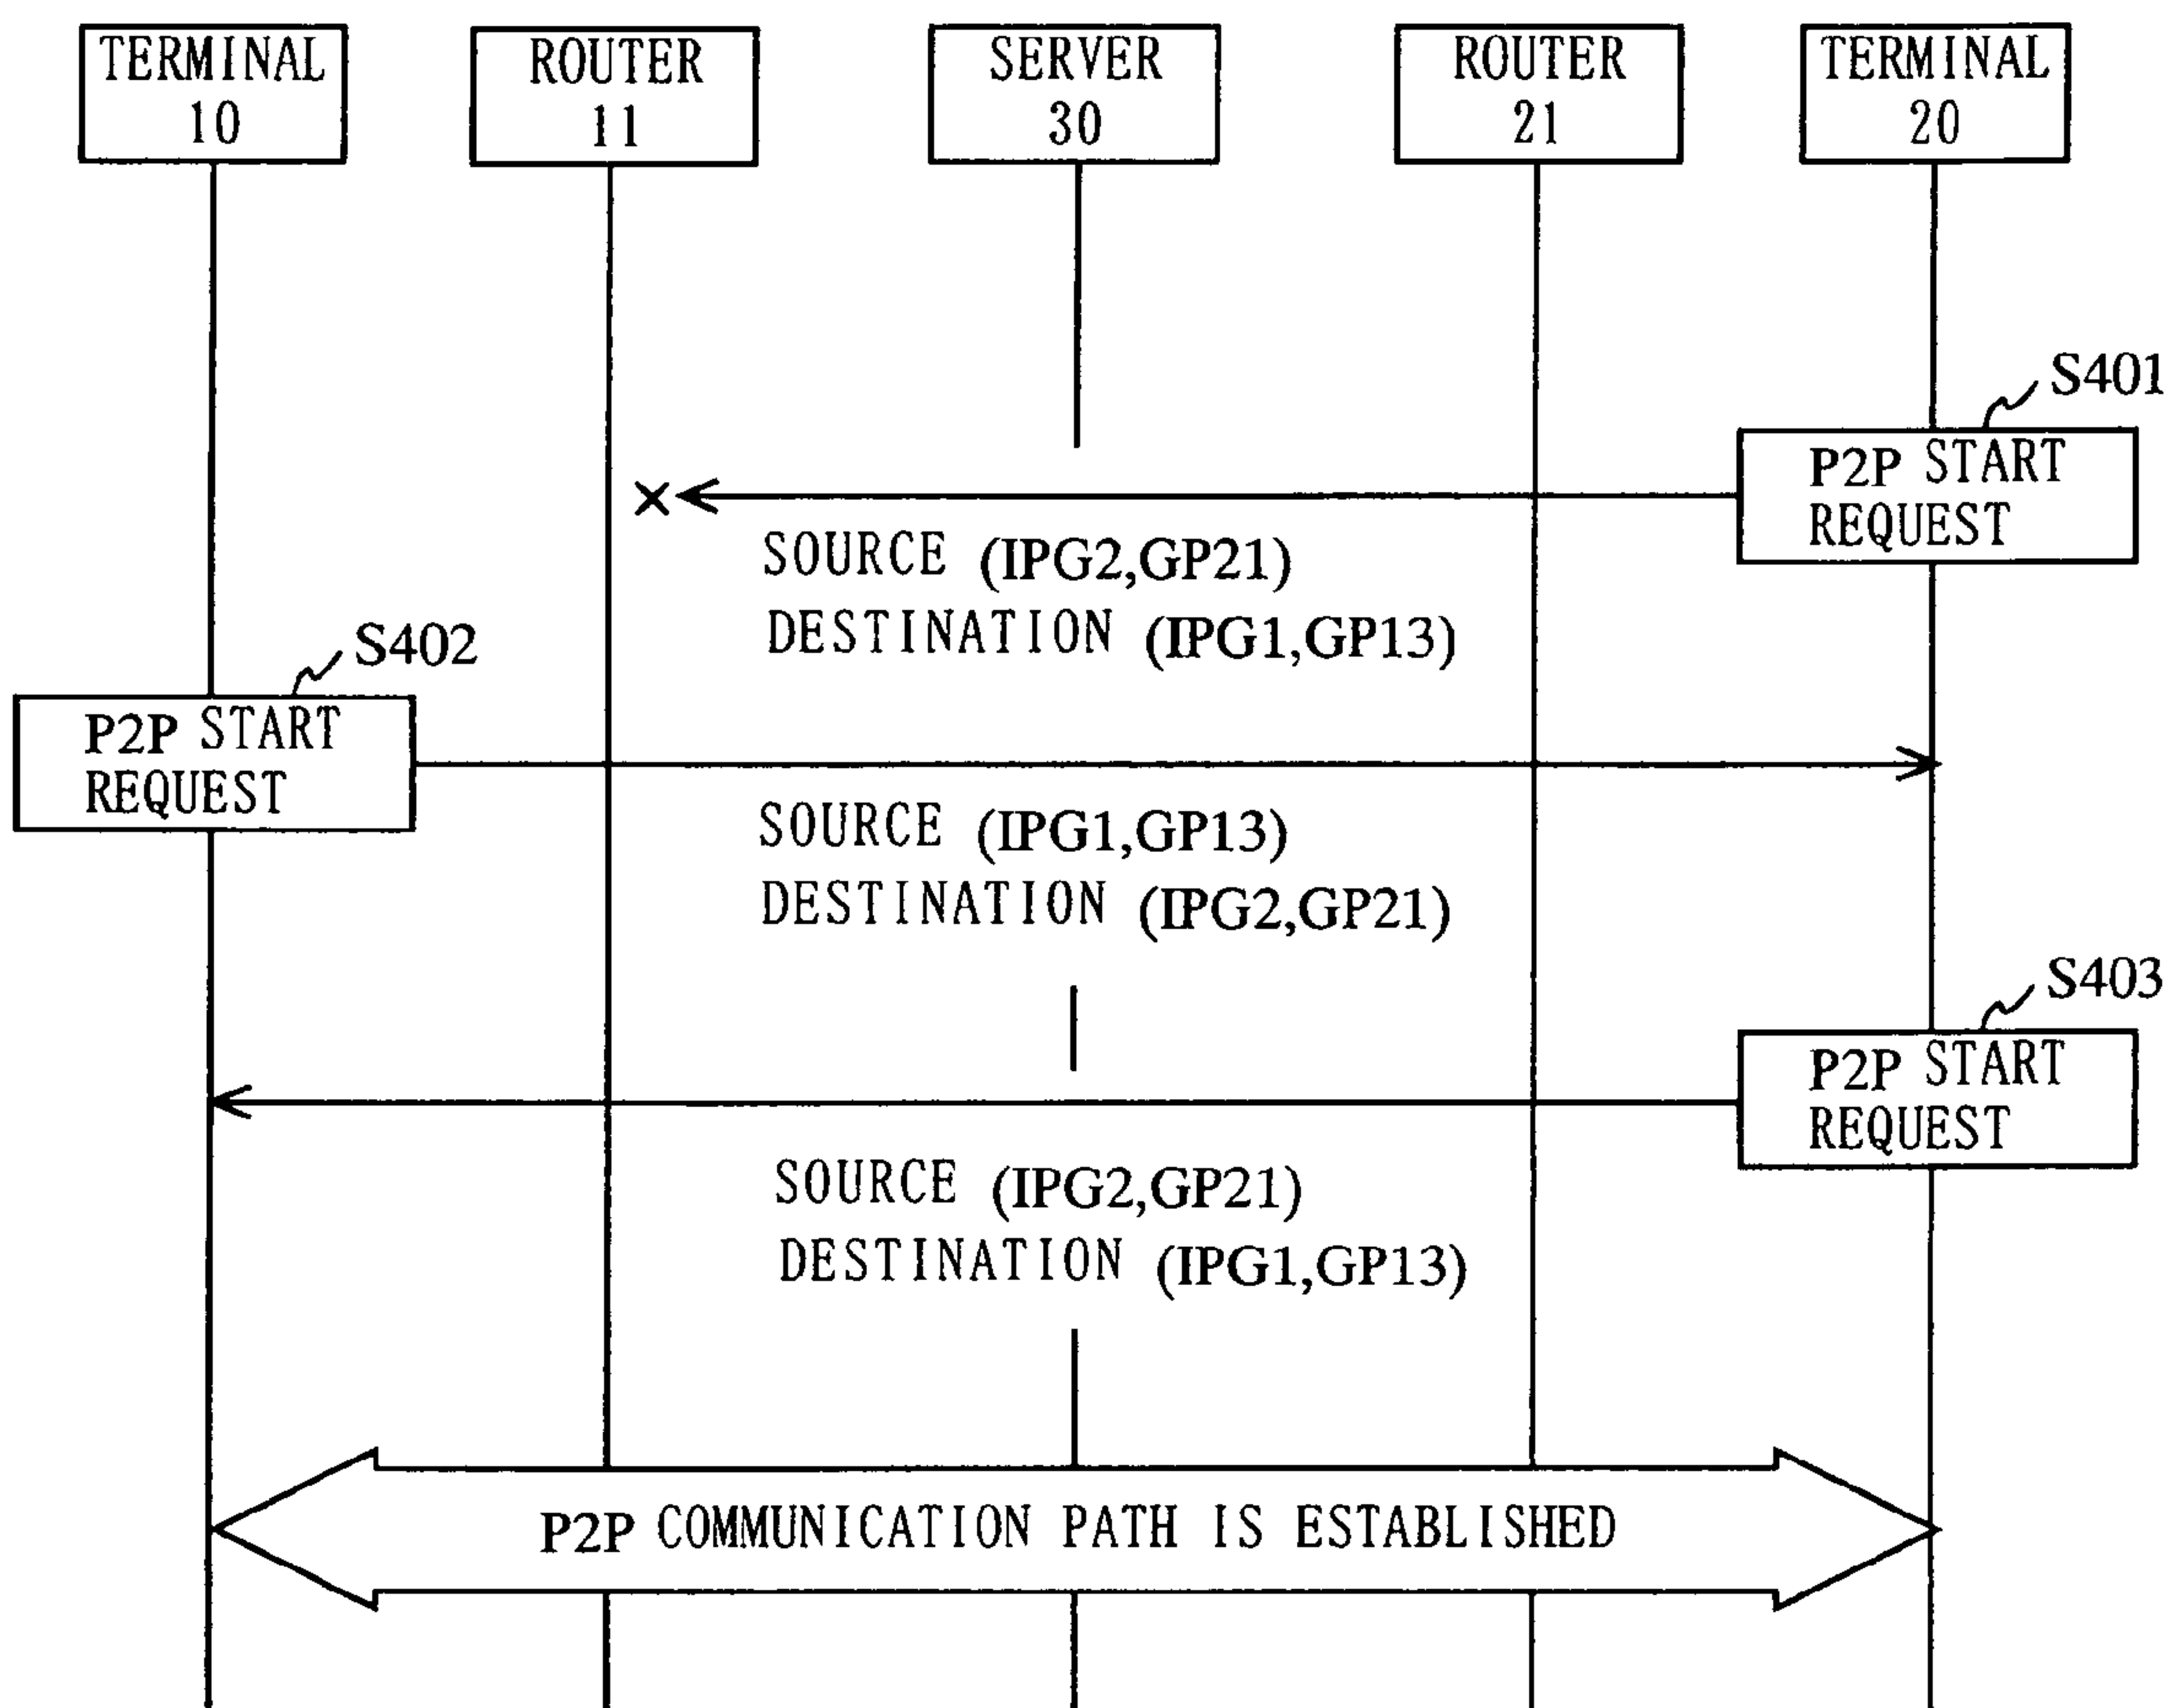 TERMINAL
10
ROUTER
11
SERVER
30
ROUTER
21
TERMINAL
20
S401
P2P START
REQUEST
SOURCE (IPG2,GP21)
DESTINATION (IPG1,GP13)
S402
P2P START
REQUEST
SOURCE (IPG1,GP13)
DESTINATION (IPG2,GP21)
S403
P2P START
REQUEST
SOURCE (IPG2,GP21)
DESTINATION (IPG1,GP13)
P2P COMMUNICATION PATH IS ESTABLISHED